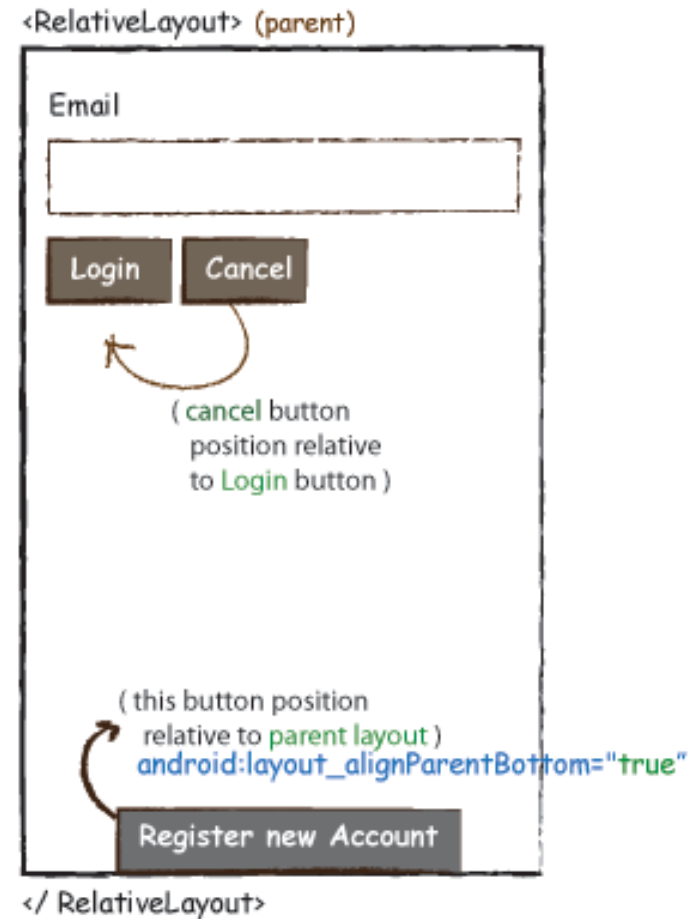 <RelativeLayout> (parent)
Email
Login
Cancel
( cancel button
position relative
to Login button )
( this button position
relative to parent layout )
android:layout_alignParentBottom="true"
Register new Account
</ RelativeLayout>